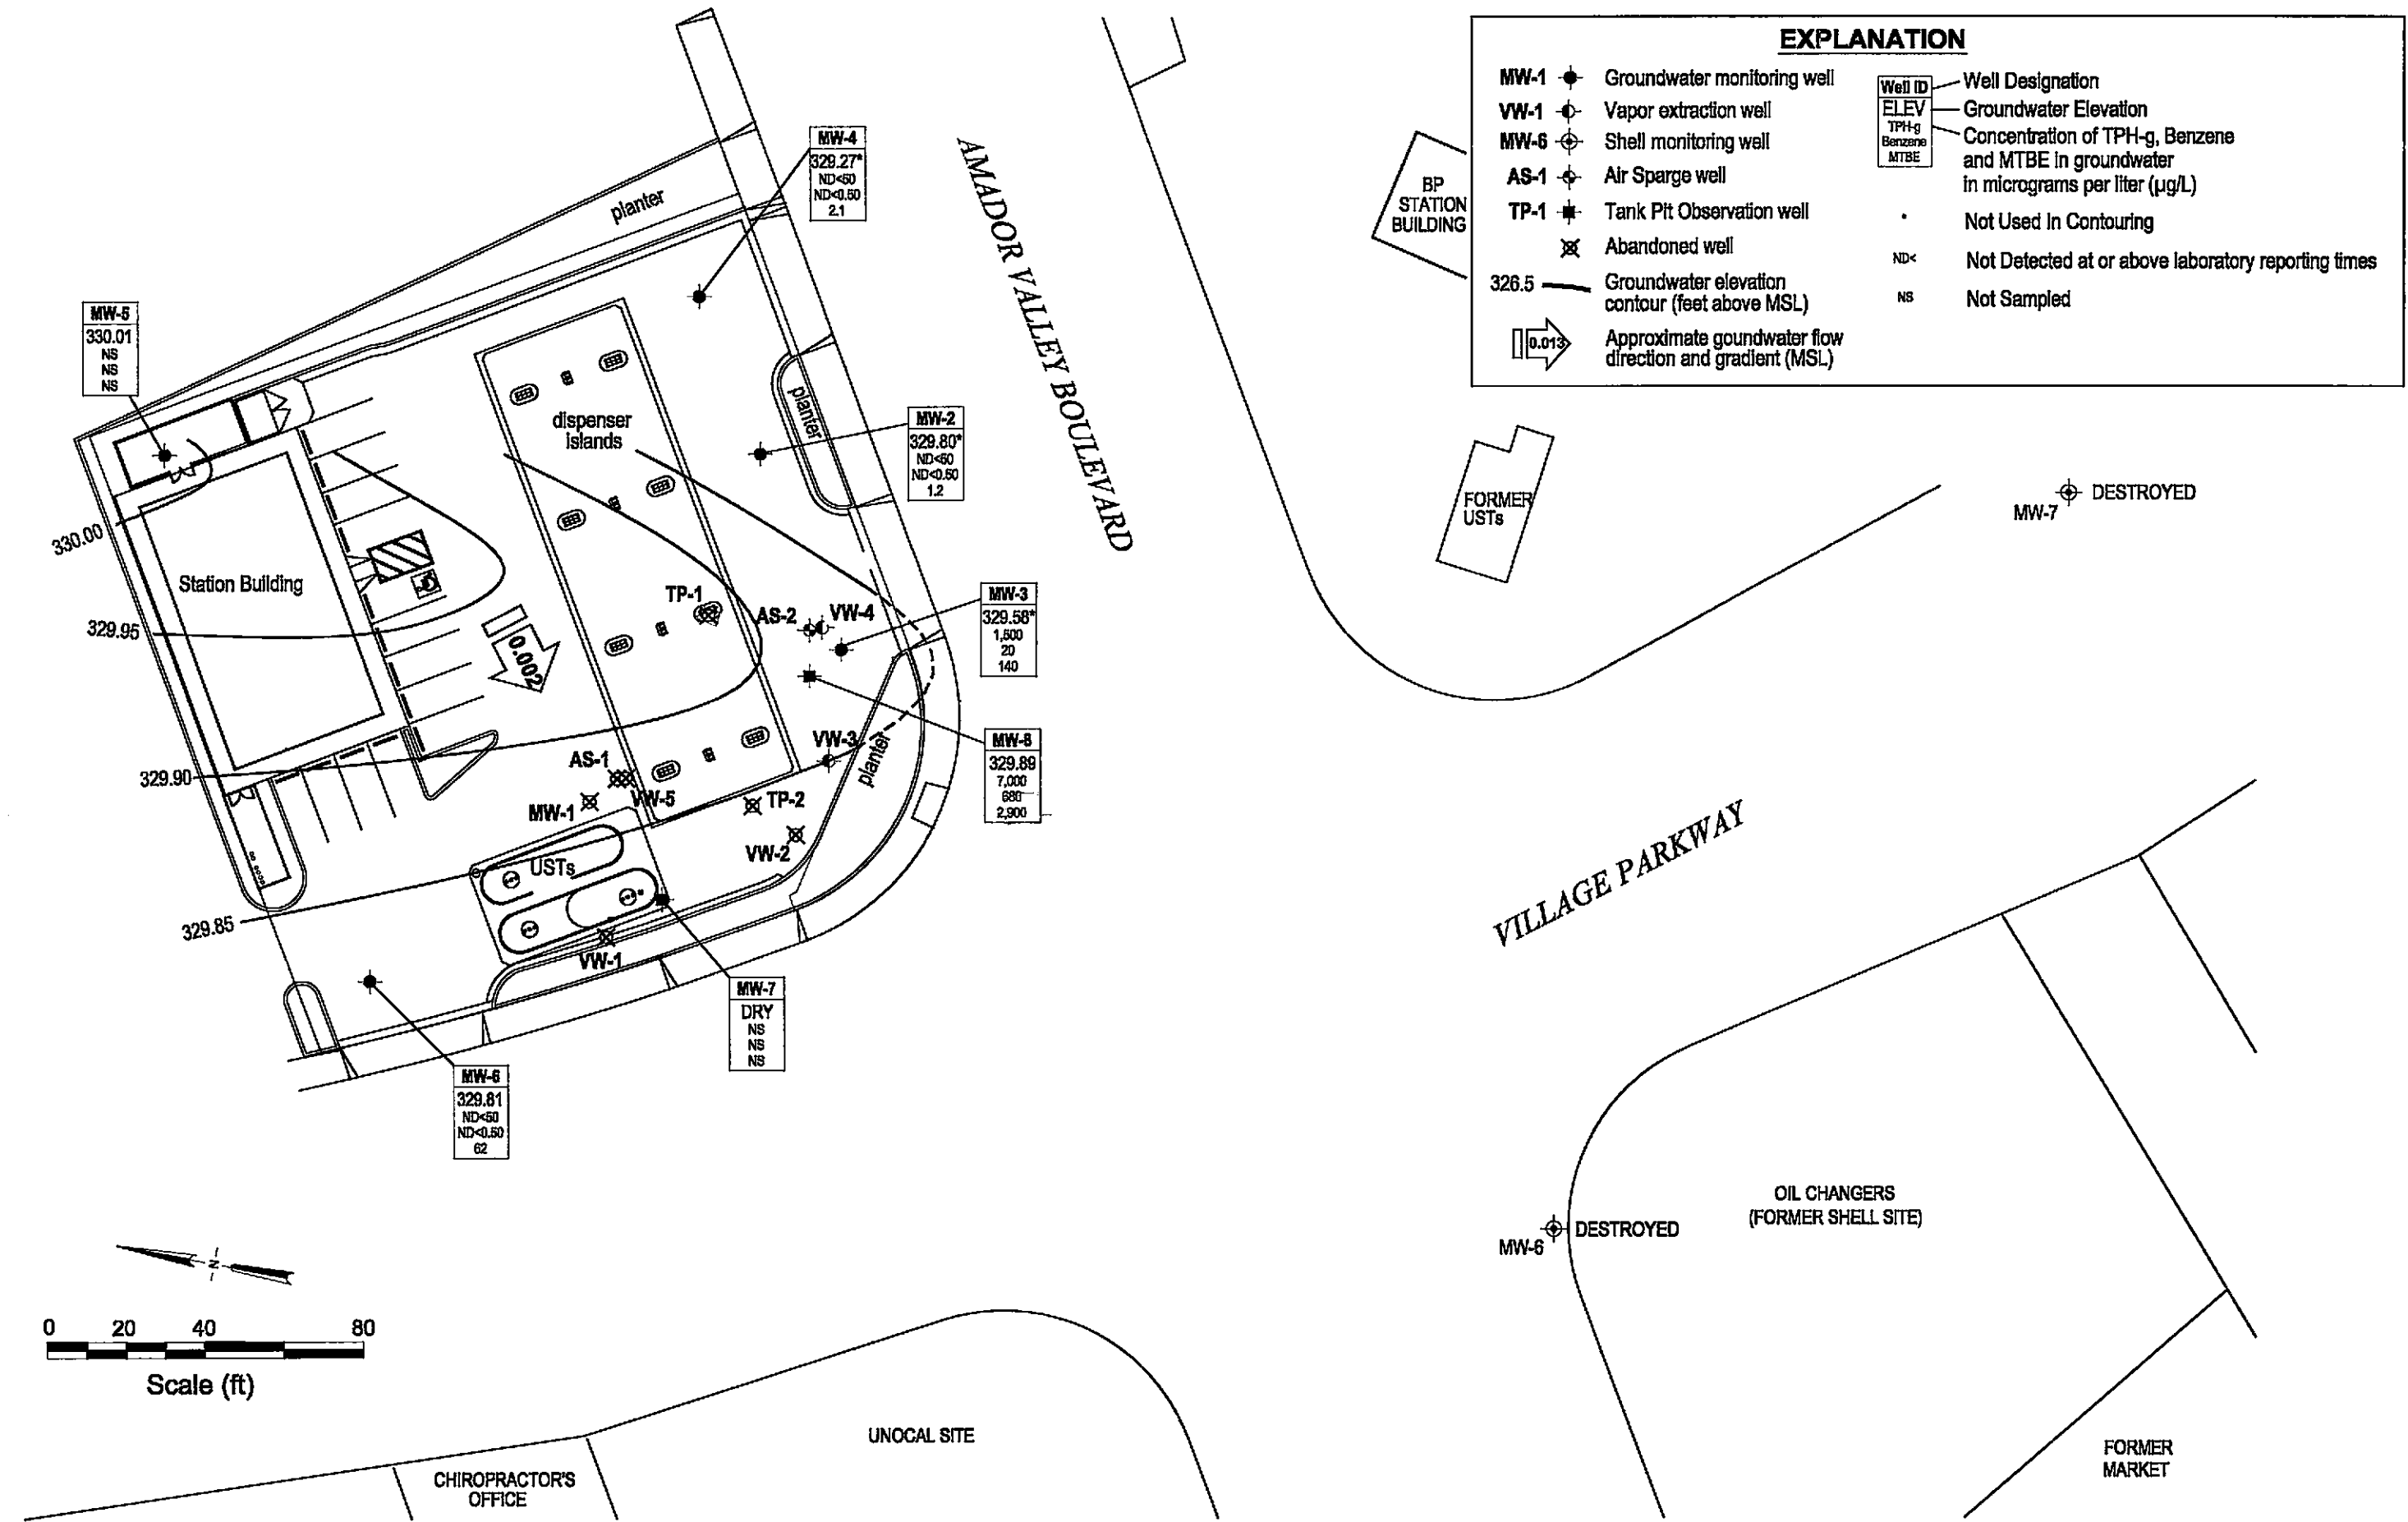 EXPLANATION
MW-1 Groundwater monitoring well
VW-1 Vapor extraction well
MW-6 Shell monitoring well
AS-1 Air Sparge well
TP-1 Tank Pit Observation well
Abandoned well
326.5 Groundwater elevation
contour (feet above MSL)
0.013 Approximate goundwater flow
direction and gradient (MSL)
Well ID Well Designation
ELEV Groundwater Elevation
TPH-g Concentration of TPH-g, Benzene
Benzene and MTBE in groundwater
MTBE in micrograms per liter (µg/L)
Not Used In Contouring
ND< Not Detected at or above laboratory reporting times
NS Not Sampled
MW-4
329.27*
ND<50
ND<0.50
2.1
planter
AMADOR VALLEY BOULEVARD
BP
STATION
BUILDING
MW-5
330.01
NS
NS
NS
dispenser
islands
planter
MW-2
329.80*
ND<50
ND<0.50
1.2
FORMER
USTs
DESTROYED
MW-7
330.00
Station Building
TP-1
AS-2
VW-4
MW-3
329.58*
1,500
20
140
329.95
0.002
329.90
AS-1
VW-5
MW-1
VW-3
planter
MW-8
329.89
7,000
680
2,900
TP-2
VW-2
USTs
329.85
VW-1
MW-7
DRY
NS
NS
NS
MW-6
329.81
ND<50
ND<0.50
62
VILLAGE PARKWAY
OIL CHANGERS
(FORMER SHELL SITE)
DESTROYED
MW-6
N
0 20 40 80
Scale (ft)
UNOCAL SITE
CHIROPRACTOR'S
OFFICE
FORMER
MARKET